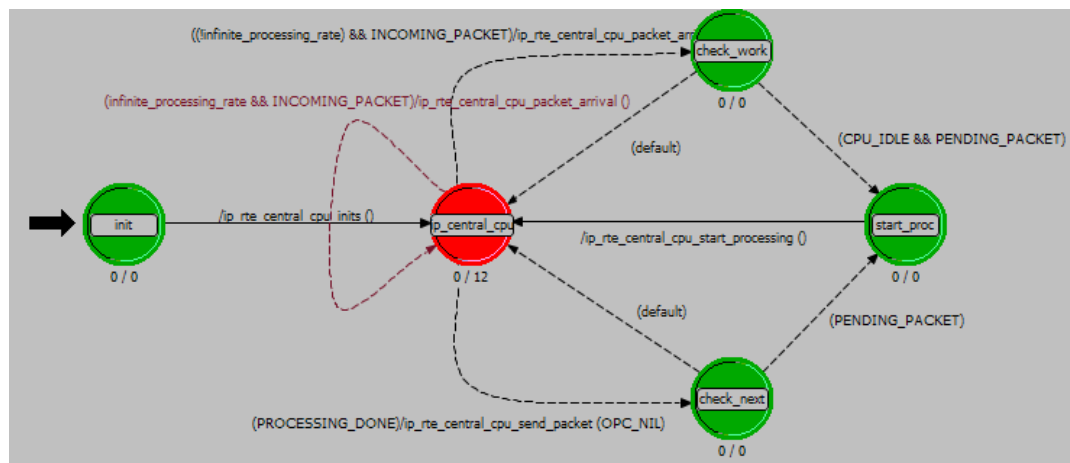 ((!infinite_processing_rate) && INCOMING_PACKET)/ip_rte_central_cpu_packet_arr
check_work
0 / 0
(infinite_processing_rate && INCOMING_PACKET)/ip_rte_central_cpu_packet_arrival ()
(CPU_IDLE && PENDING_PACKET)
(default)
init
/ip_rte_central_cpu_inits ()
p_central_cpu
start_proc
/ip_rte_central_cpu_start_processing ()
0 / 0
0 / 12
0 / 0
(default)
(PENDING_PACKET)
check_next
(PROCESSING_DONE)/ip_rte_central_cpu_send_packet (OPC_NIL)
0 / 0